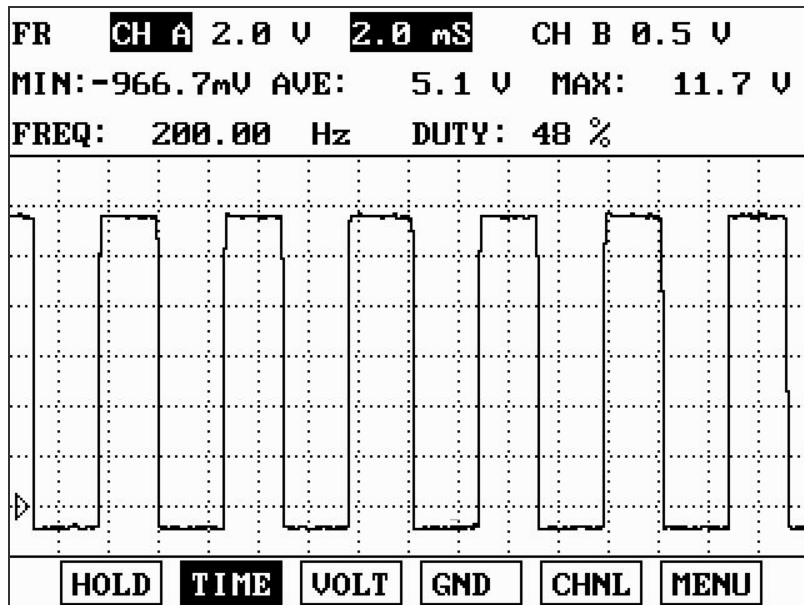 FR CH A 2.0 V 2.0 mS CH B 0.5 V
MIN:-966.7mV AVE: 5.1 V MAX: 11.7 V
FREQ: 200.00 Hz DUTY: 48 %
HOLD TIME VOLT GND CHNL MENU